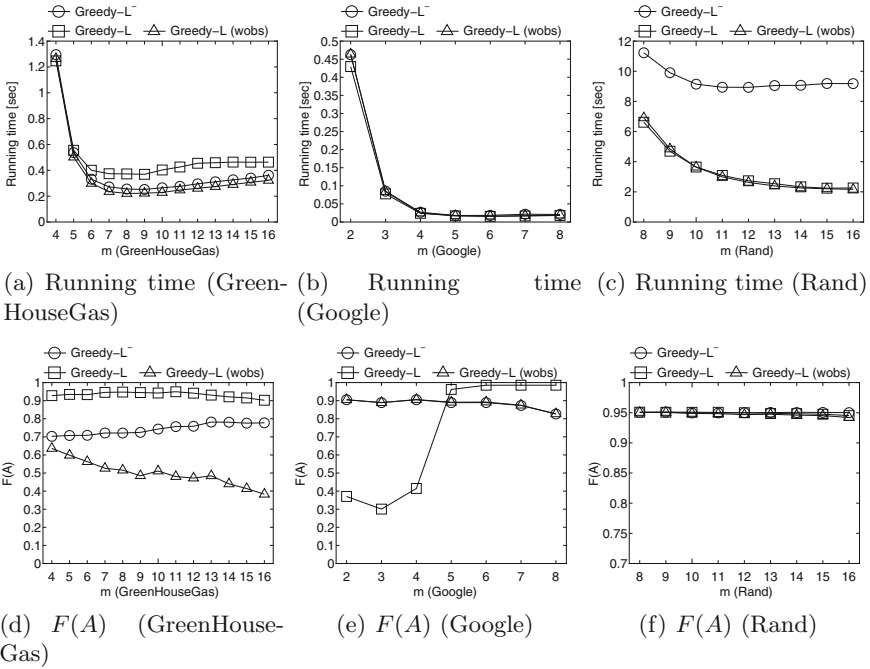 Greedy−L⁻
Greedy−L
Greedy−L (wobs)
Running time [sec]
1.4
1.2
1
0.8
0.6
0.4
0.2
0
4 5 6 7 8 9 10 11 12 13 14 15 16
m (GreenHouseGas)
(a) Running time (Green-
HouseGas)
Greedy−L⁻
Greedy−L
Greedy−L (wobs)
Running time [sec]
0.5
0.45
0.4
0.35
0.3
0.25
0.2
0.15
0.1
0.05
0
2 3 4 5 6 7 8
m (Google)
(b) Running time
(Google)
Greedy−L⁻
Greedy−L
Greedy−L (wobs)
Running time [sec]
12
10
8
6
4
2
0
8 9 10 11 12 13 14 15 16
m (Rand)
(c) Running time (Rand)
Greedy−L⁻
Greedy−L
Greedy−L (wobs)
F(A)
1
0.9
0.8
0.7
0.6
0.5
0.4
0.3
0.2
0.1
0
4 5 6 7 8 9 10 11 12 13 14 15 16
m (GreenHouseGas)
(d) F(A) (GreenHouse-
Gas)
Greedy−L⁻
Greedy−L
Greedy−L (wobs)
F(A)
1
0.9
0.8
0.7
0.6
0.5
0.4
0.3
0.2
0.1
0
2 3 4 5 6 7 8
m (Google)
(e) F(A) (Google)
Greedy−L⁻
Greedy−L
Greedy−L (wobs)
F(A)
1
0.95
0.9
0.85
0.8
0.75
0.7
8 9 10 11 12 13 14 15 16
m (Rand)
(f) F(A) (Rand)